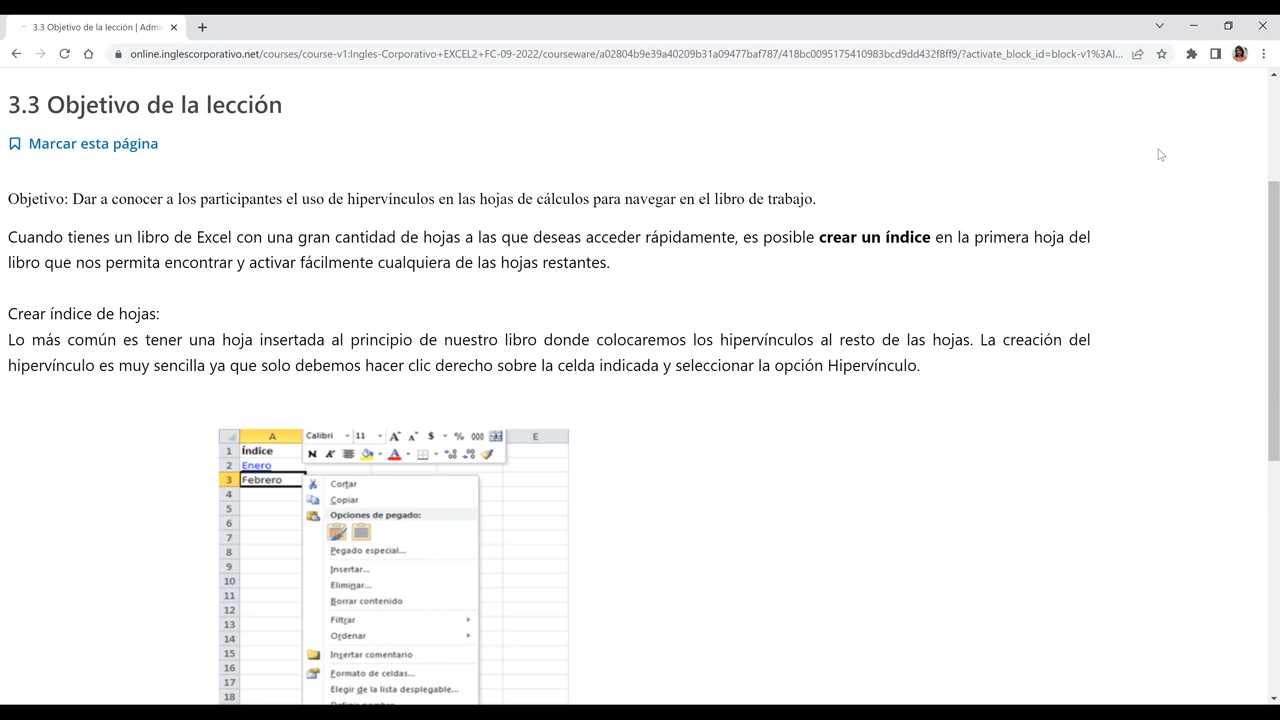 3.3 Objetivo de la lección | Admi
online.inglescorporativo.net/courses/course-v1:Ingles-Corporativo+EXCEL2+FC-09-2022/courseware/a02804b9e39a40209b31a09477baf787/418bc0095175410983bcd9dd432f8ff9/?activate_block_id=block-v1%3Al...
3.3 Objetivo de la lección
Marcar esta página
Objetivo: Dar a conocer a los participantes el uso de hipervínculos en las hojas de cálculos para navegar en el libro de trabajo.
Cuando tienes un libro de Excel con una gran cantidad de hojas a las que deseas acceder rápidamente, es posible crear un índice en la primera hoja del
libro que nos permita encontrar y activar fácilmente cualquiera de las hojas restantes.
Crear índice de hojas:
Lo más común es tener una hoja insertada al principio de nuestro libro donde colocaremos los hipervínculos al resto de las hojas. La creación del
hipervínculo es muy sencilla ya que solo debemos hacer clic derecho sobre la celda indicada y seleccionar la opción Hipervínculo.
A Calibri 11 A A $ % 000 E
1 Índice N K A
2 Enero
3 Febrero
Cortar
4
Copiar
5 Opciones de pegado:
6
7
8 Pegado especial...
9 Insertar...
10 Eliminar...
11 Borrar contenido
12
13 Filtrar
14 Ordenar
15 Insertar comentario
16
17 Formato de celdas...
18 Elegir de la lista desplegable...
Definir nombre...